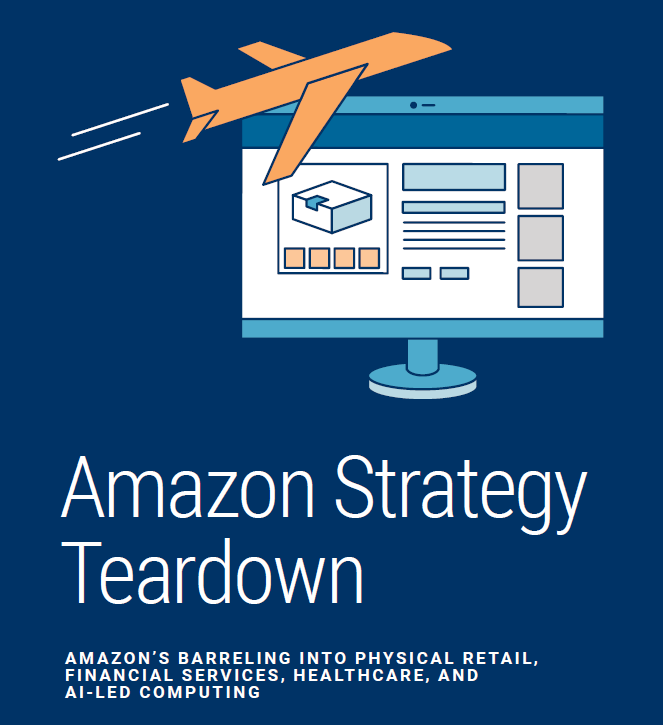 Amazon Strategy
Teardown
AMAZON’S BARRELING INTO PHYSICAL RETAIL,
FINANCIAL SERVICES, HEALTHCARE, AND
AI-LED COMPUTING